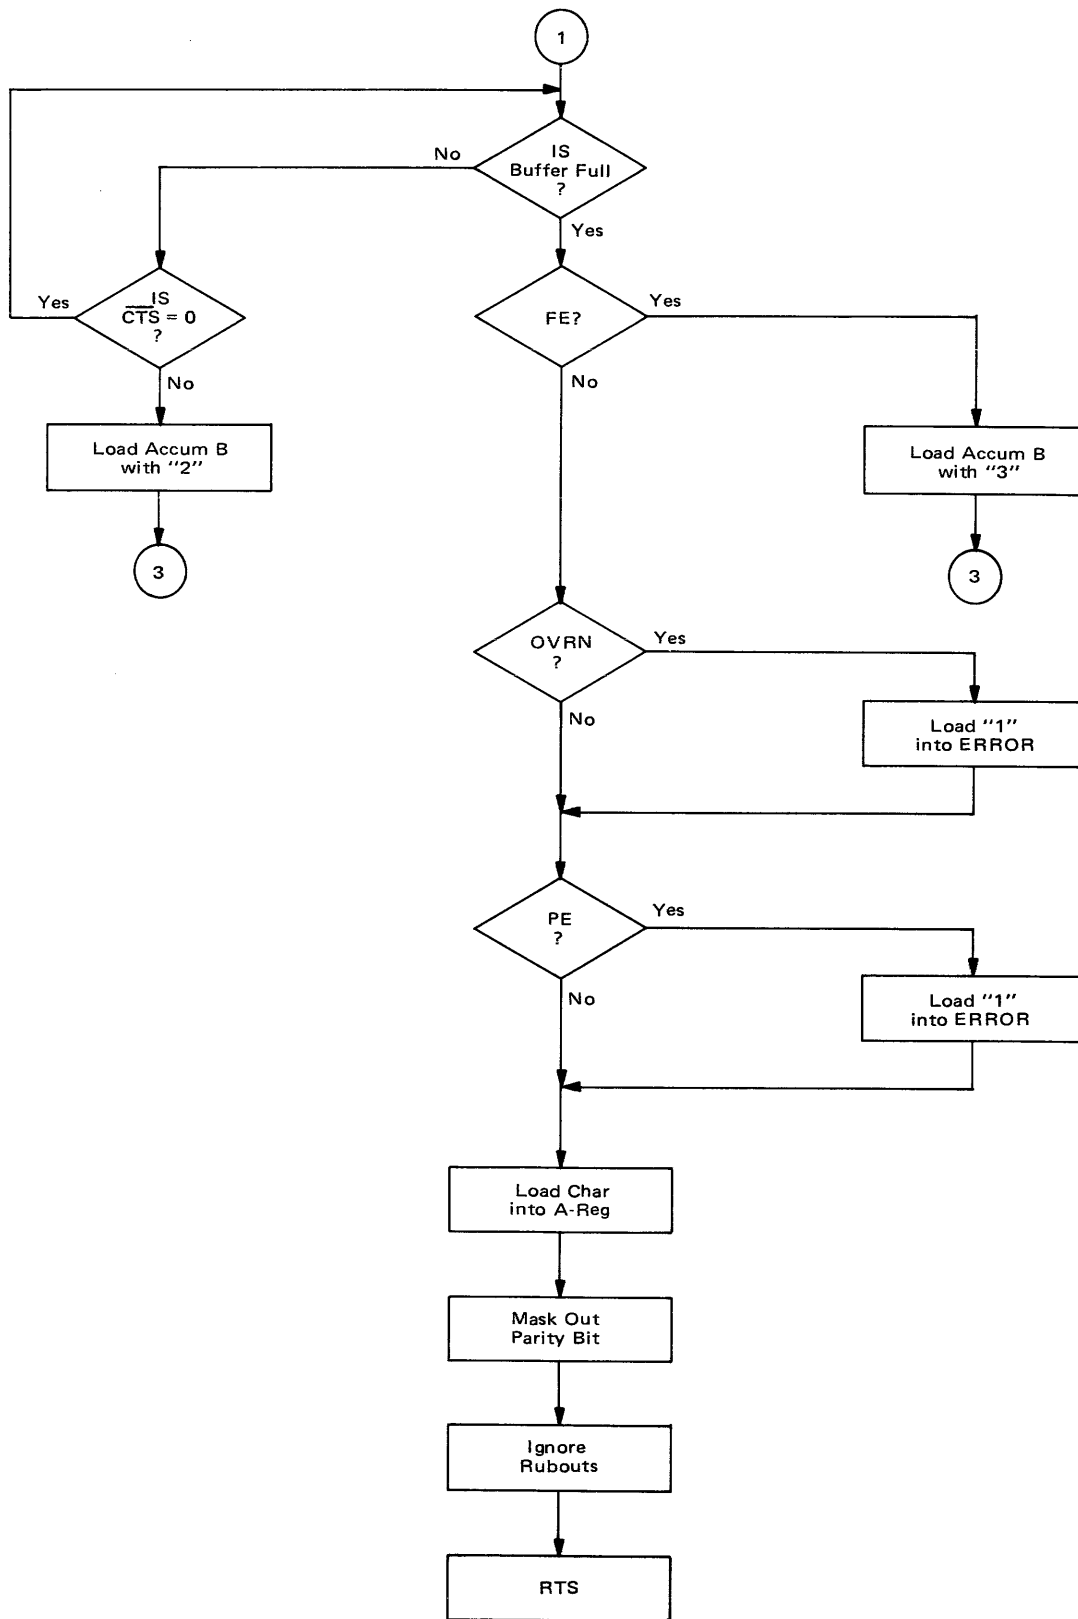 1
IS
Buffer Full
?
No
Yes
IS
C̅T̅S̅ = 0
?
Yes
No
FE?
Yes
No
Load Accum B
with "2"
Load Accum B
with "3"
3
3
OVRN
?
Yes
No
Load "1"
into ERROR
PE
?
Yes
No
Load "1"
into ERROR
Load Char
into A-Reg
Mask Out
Parity Bit
Ignore
Rubouts
RTS